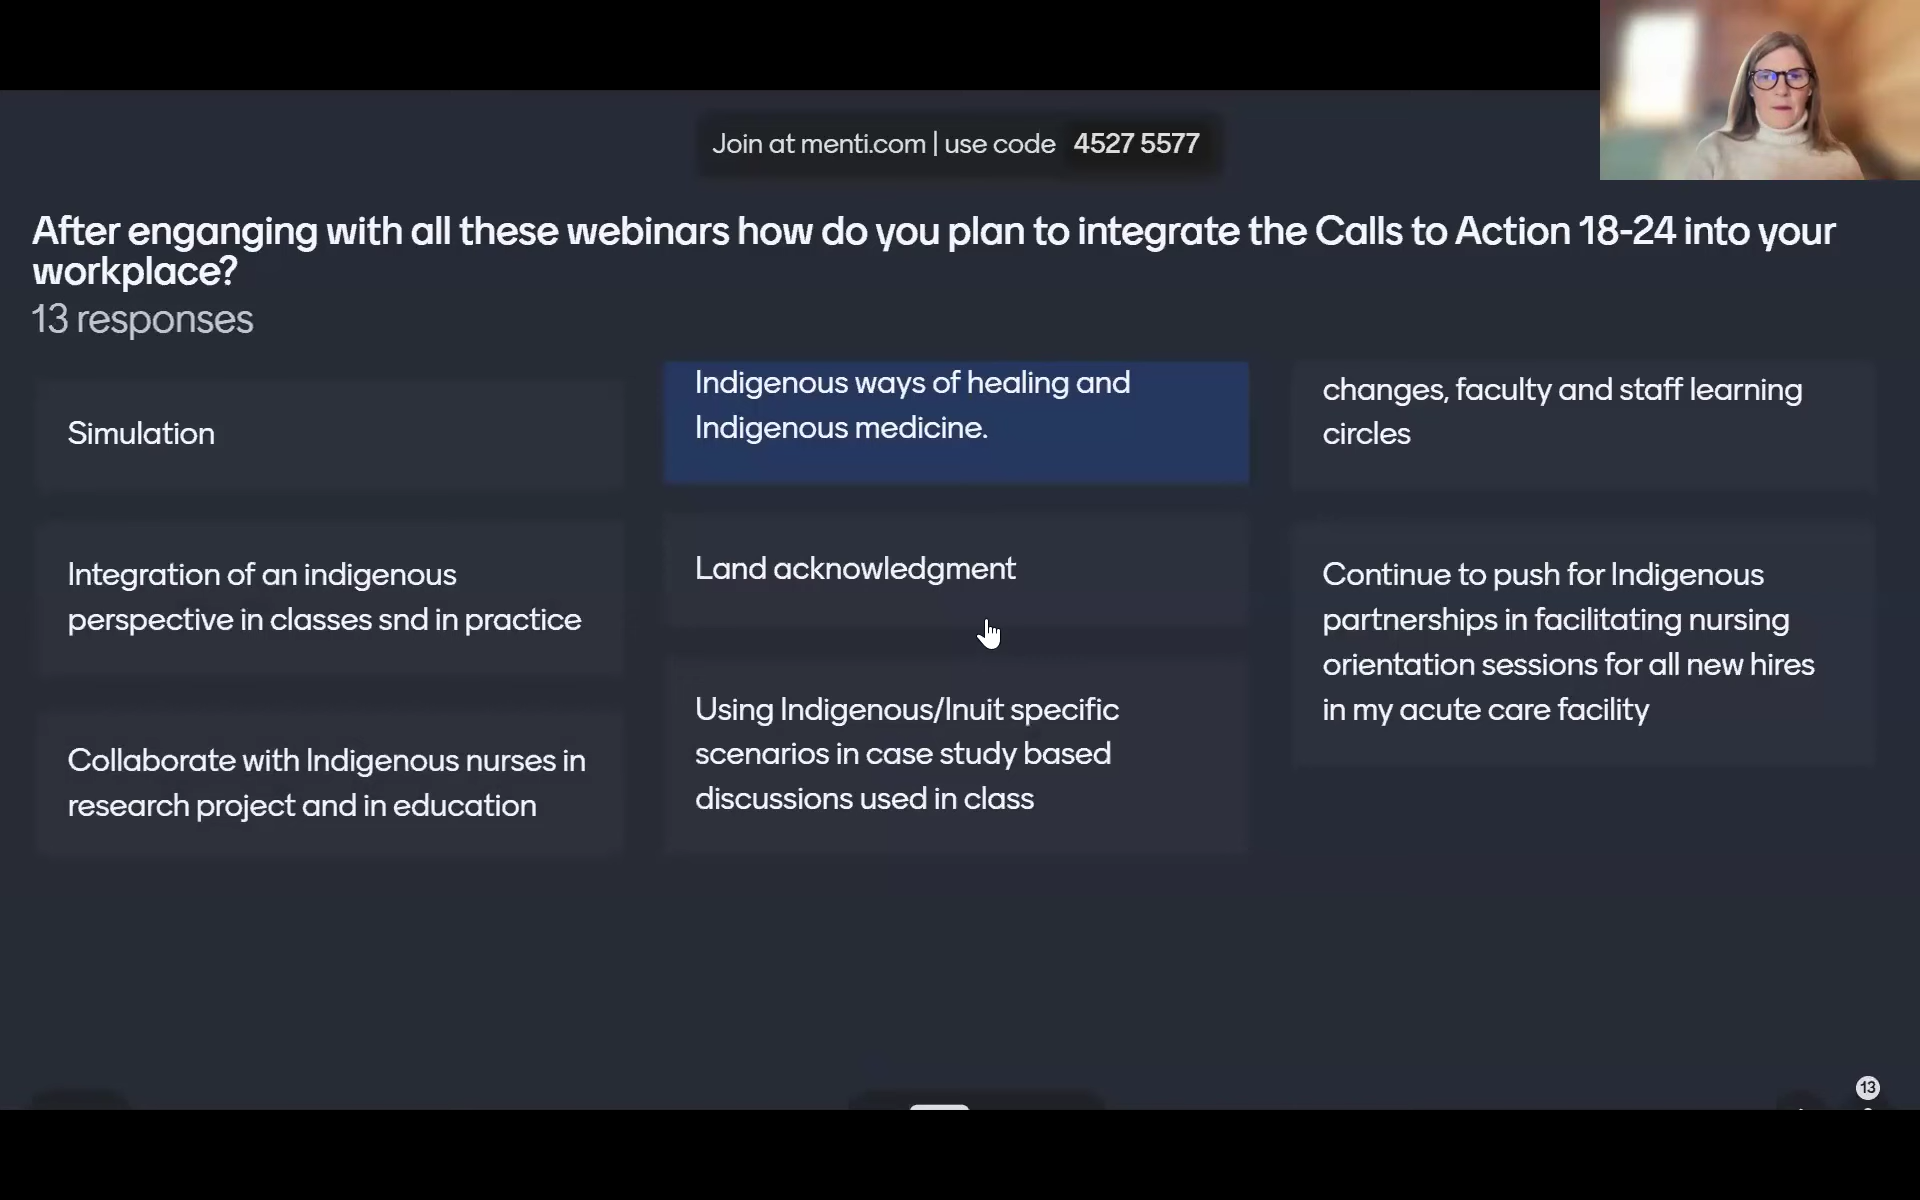 Join at menti.com | use code 4527 5577
After enganging with all these webinars how do you plan to integrate the Calls to Action 18-24 into your
workplace?
13 responses
Simulation
Integration of an indigenous
perspective in classes snd in practice
Collaborate with Indigenous nurses in
research project and in education
Indigenous ways of healing and
Indigenous medicine.
Land acknowledgment
Using Indigenous/Inuit specific
scenarios in case study based
discussions used in class
changes, faculty and staff learning
circles
Continue to push for Indigenous
partnerships in facilitating nursing
orientation sessions for all new hires
in my acute care facility
13